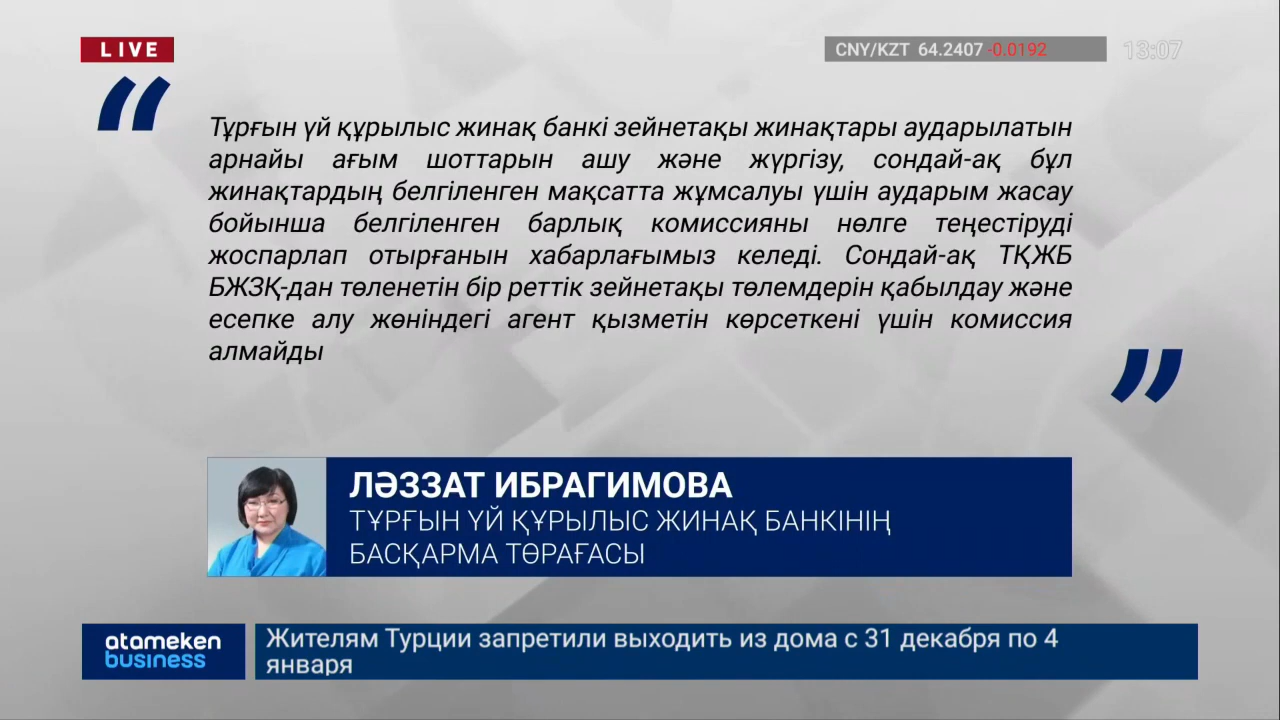 LIVE
CNY/KZT 64.2407 -0.0192
13:07
“
Тұрғын үй құрылыс жинақ банкі зейнетақы жинақтары аударылатын
арнайы ағым шоттарын ашу және жүргізу, сондай-ақ бұл
жинақтардың белгіленген мақсатта жұмсалуы үшін аударым жасау
бойынша белгіленген барлық комиссияны нөлге теңестіруді
жоспарлап отырғанын хабарлағымыз келеді. Сондай-ақ ТҚЖБ
БЖЗҚ-дан төленетін бір реттік зейнетақы төлемдерін қабылдау және
есепке алу жөніндегі агент қызметін көрсеткені үшін комиссия
алмайды
”
ЛӘЗЗАТ ИБРАГИМОВА
ТҰРҒЫН ҮЙ ҚҰРЫЛЫС ЖИНАҚ БАНКІНІҢ
БАСҚАРМА ТӨРАҒАСЫ
atameken
business
Жителям Турции запретили выходить из дома с 31 декабря по 4
января